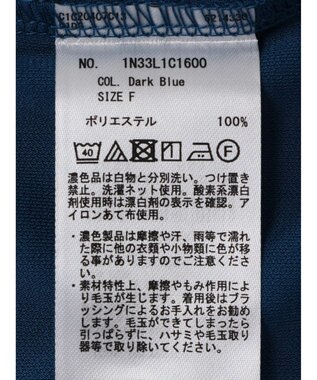 C1C20407C13
5214330
NO. 1N33L1C1600
COL. Dark Blue
SIZE F
ポリエステル 100%
40 P F
濃色品は白物と分別洗い。つけ置き
禁止。洗濯ネット使用。酸素系漂白
剤使用時は漂白剤の表示を確認。ア
イロンあて布使用。
・濃色製品は摩擦や汗、雨等で濡れ
た際に他の衣類や小物類に色が移
る事がありますのでご注意くださ
い。
・素材特性上、摩擦やもみ作用によ
り毛玉が生じます。着用後はブラ
ッシングによるお手入れをお勧め
します。毛玉ができてしまったら
引っぱらずに、ハサミや毛玉取り
器等で取り除いてください。